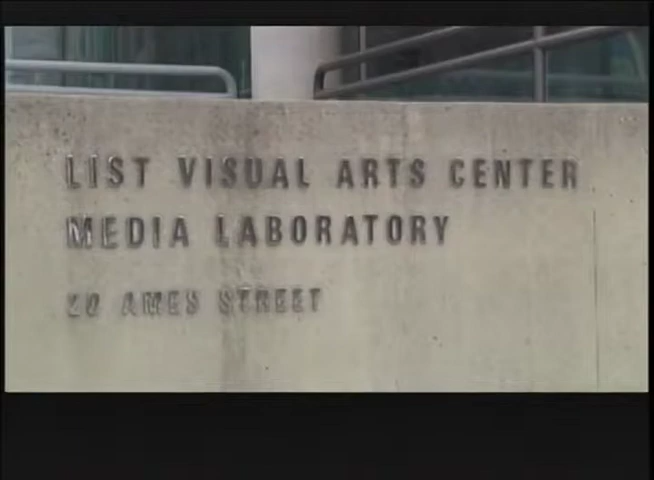 LIST VISUAL ARTS CENTER
MEDIA LABORATORY
20 AMES STREET